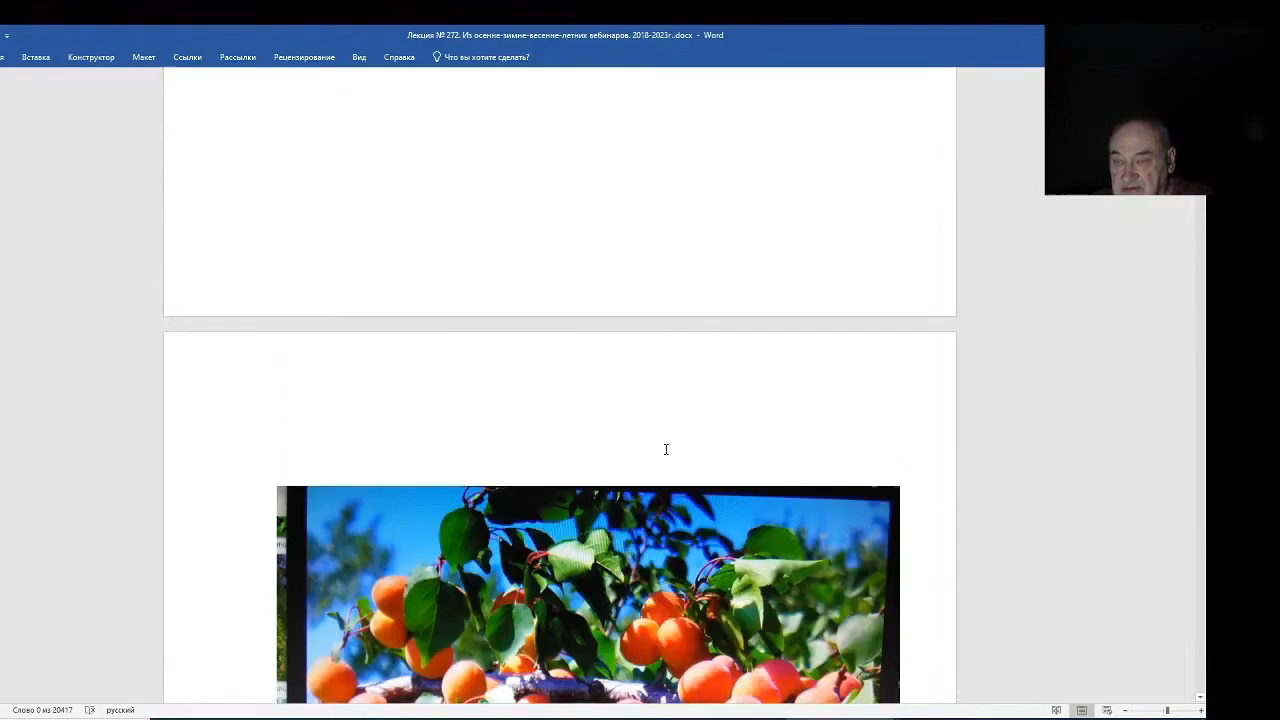 Лекция № 272. Из осенне-зимне-весенне-летних вебинаров. 2018-2023г..docx - Word
я Вставка Конструктор Макет Ссылки Рассылки Рецензирование Вид Справка Что вы хотите сделать?
Слово 0 из 20417 русский